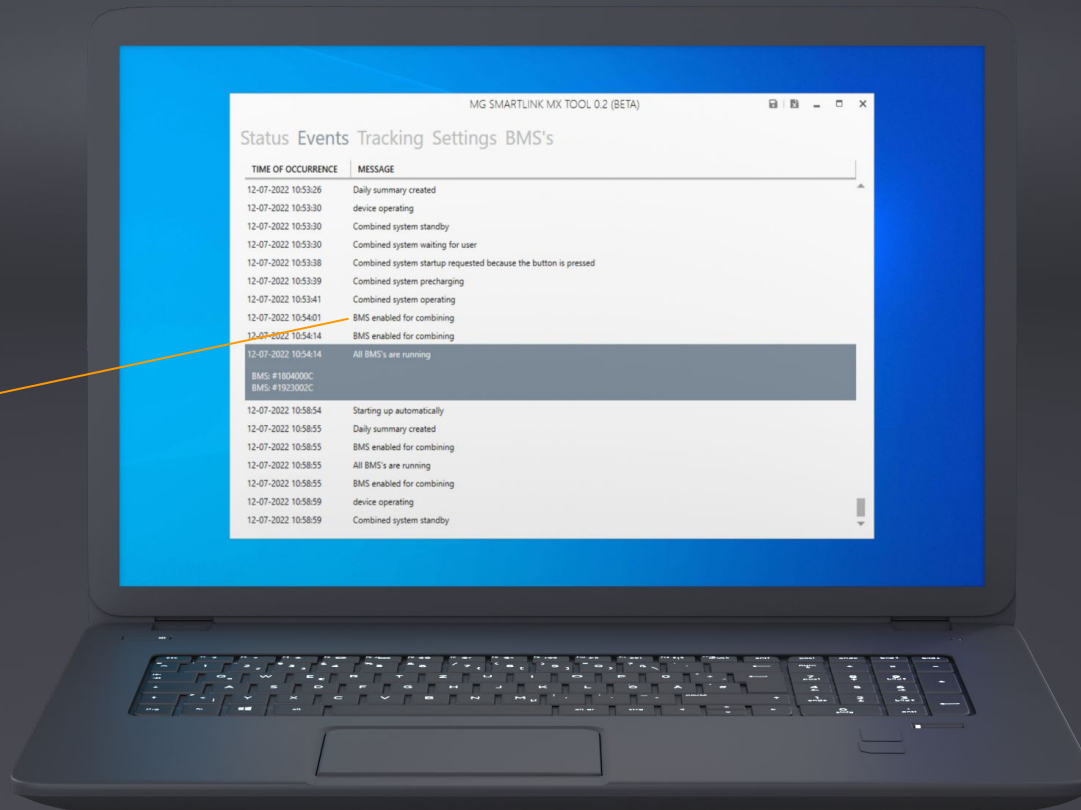 MG SMARTLINK MX TOOL 0.2 (BETA)
Status Events Tracking Settings BMS's
TIME OF OCCURRENCE MESSAGE
12-07-2022 10:53:26 Daily summary created
12-07-2022 10:53:30 device operating
12-07-2022 10:53:30 Combined system standby
12-07-2022 10:53:30 Combined system waiting for user
12-07-2022 10:53:38 Combined system startup requested because the button is pressed
12-07-2022 10:53:39 Combined system precharging
12-07-2022 10:53:41 Combined system operating
12-07-2022 10:54:01 BMS enabled for combining
12-07-2022 10:54:14 BMS enabled for combining
12-07-2022 10:54:14 All BMS's are running
BMS: #1804000C
BMS: #1923002C
12-07-2022 10:58:54 Starting up automatically
12-07-2022 10:58:55 Daily summary created
12-07-2022 10:58:55 BMS enabled for combining
12-07-2022 10:58:55 All BMS's are running
12-07-2022 10:58:55 BMS enabled for combining
12-07-2022 10:58:59 device operating
12-07-2022 10:58:59 Combined system standby